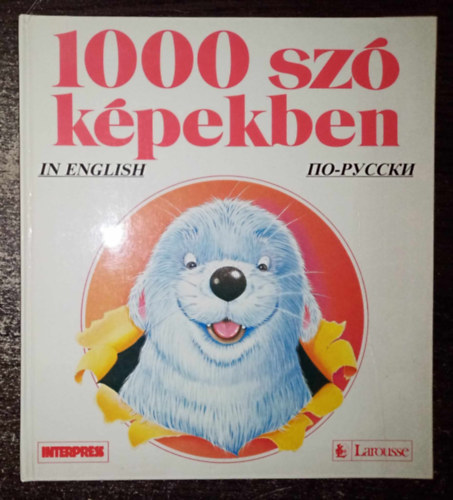 1000 szó
képekben
IN ENGLISH
ПО-РУССКИ
INTERPRESS
Larousse